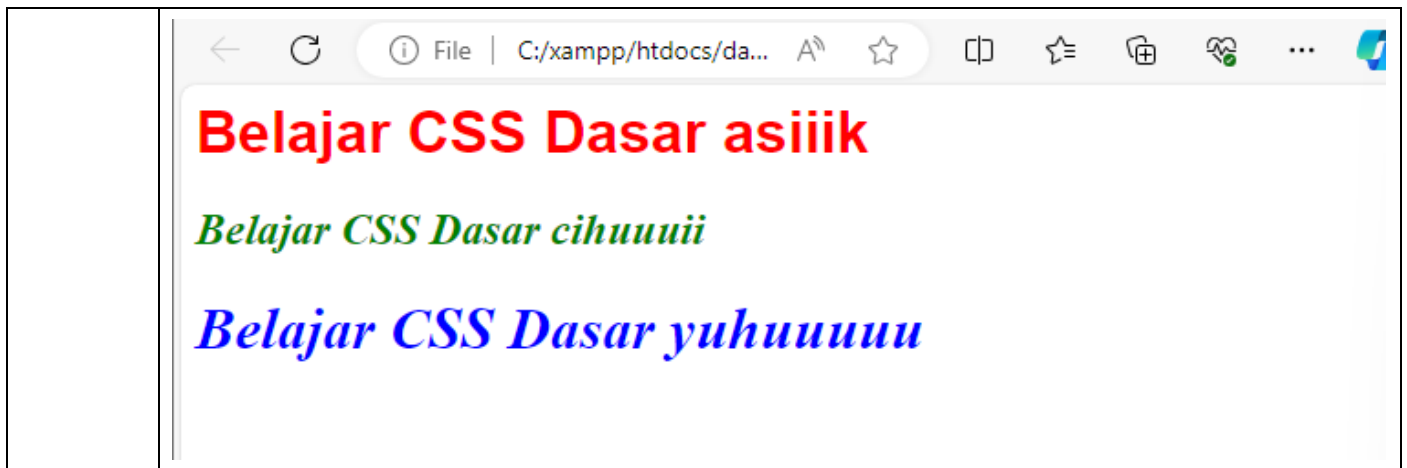 File | C:/xampp/htdocs/da...
Belajar CSS Dasar asiiik
Belajar CSS Dasar cihuuuii
Belajar CSS Dasar yuhuuuuu